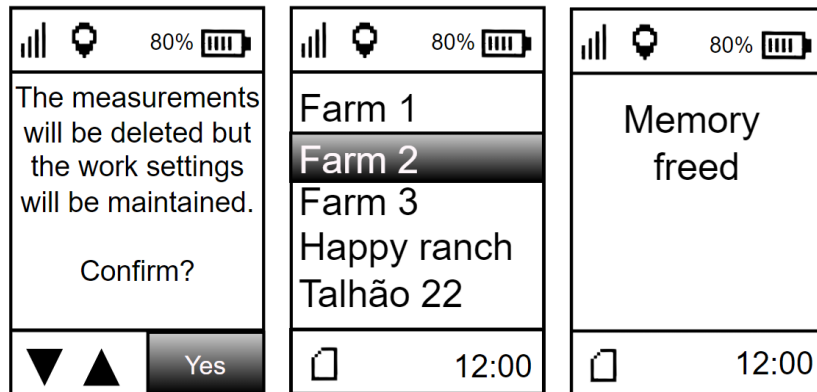 80%
The measurements
will be deleted but
the work settings
will be maintained.
Confirm?
Yes
80%
Farm 1
Farm 2
Farm 3
Happy ranch
Talhão 22
12:00
80%
Memory
freed
12:00